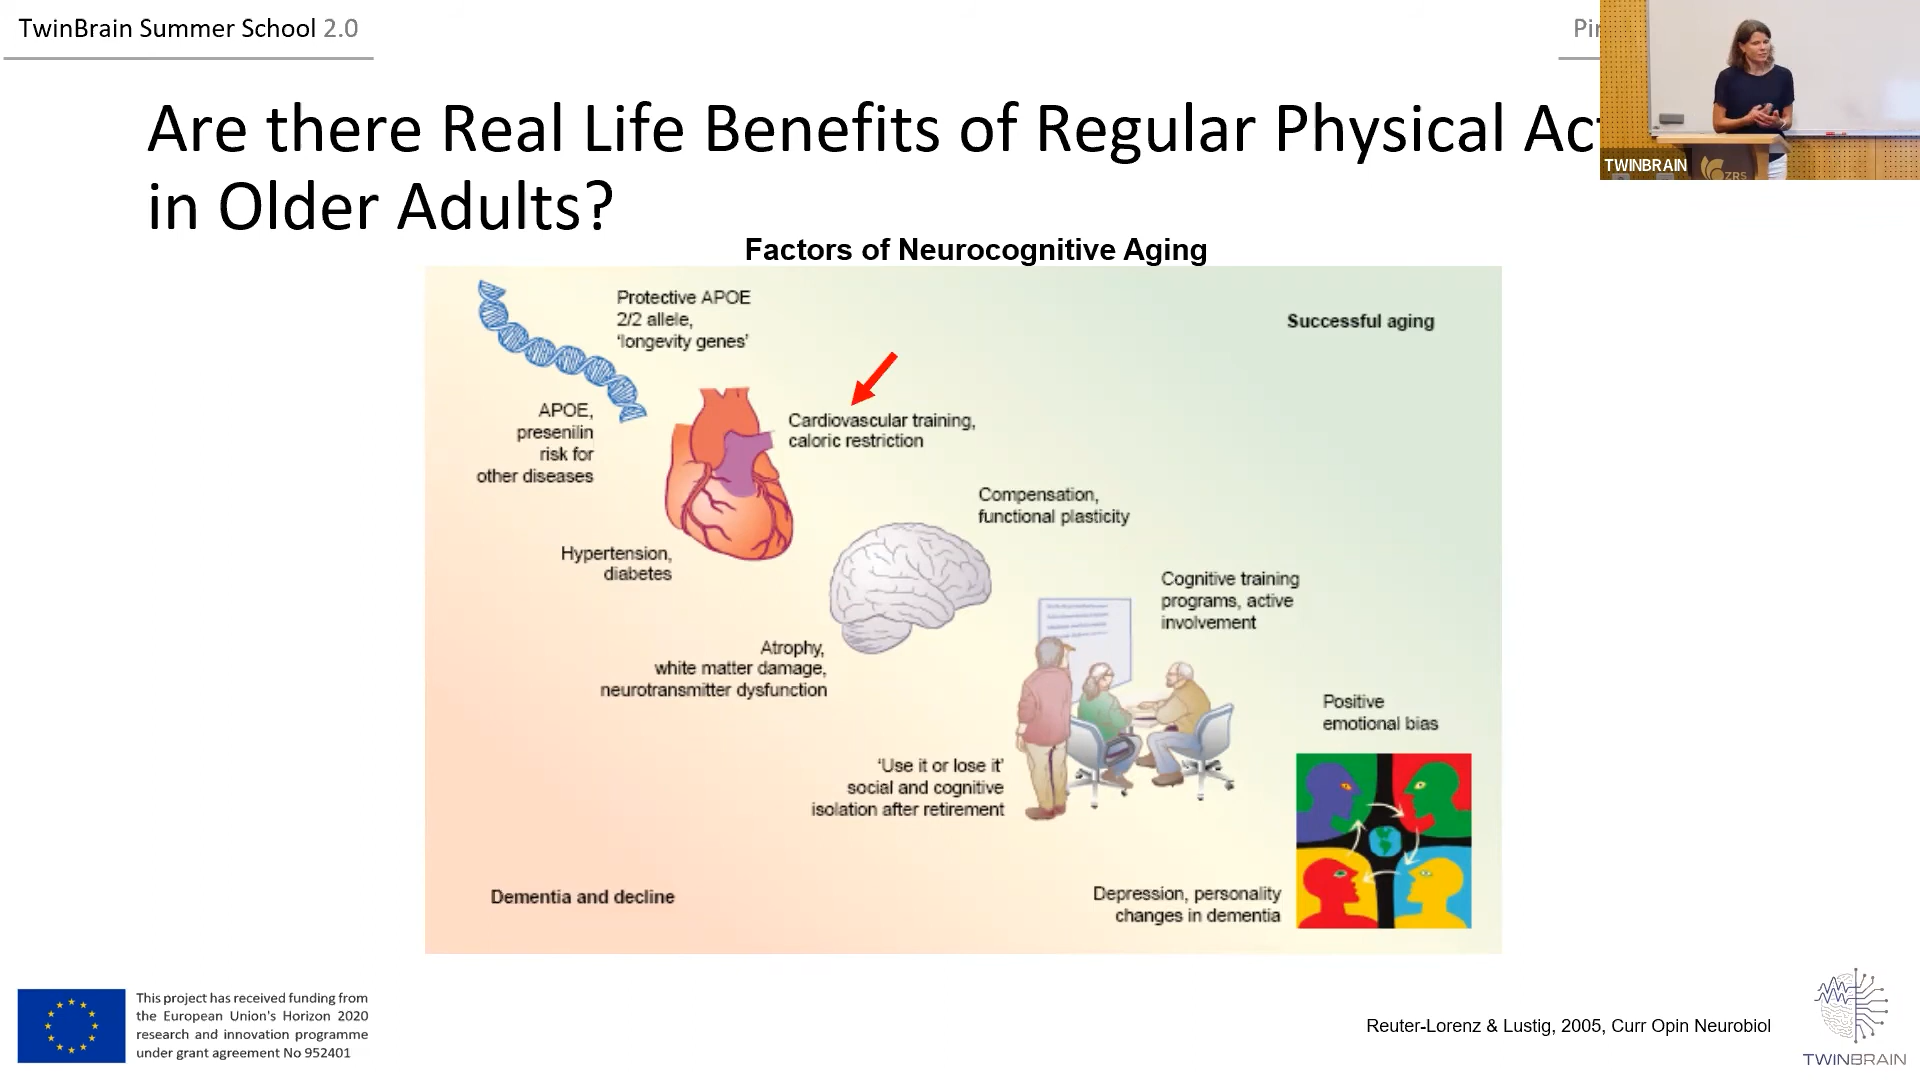 TwinBrain Summer School 2.0
Are there Real Life Benefits of Regular Physical
in Older Adults?
TWINBRAIN
ZRS
Factors of Neurocognitive Aging
Protective APOE
2/2 allele,
‘longevity genes’
Successful aging
APOE,
presenilin
risk for
other diseases
Cardiovascular training,
caloric restriction
Compensation,
functional plasticity
Hypertension,
diabetes
Cognitive training
programs, active
involvement
Atrophy,
white matter damage,
neurotransmitter dysfunction
Positive
emotional bias
‘Use it or lose it’
social and cognitive
isolation after retirement
Dementia and decline
Depression, personality
changes in dementia
This project has received funding from
the European Union's Horizon 2020
research and innovation programme
under grant agreement No 952401
Reuter-Lorenz & Lustig, 2005, Curr Opin Neurobiol
TWINBRAIN